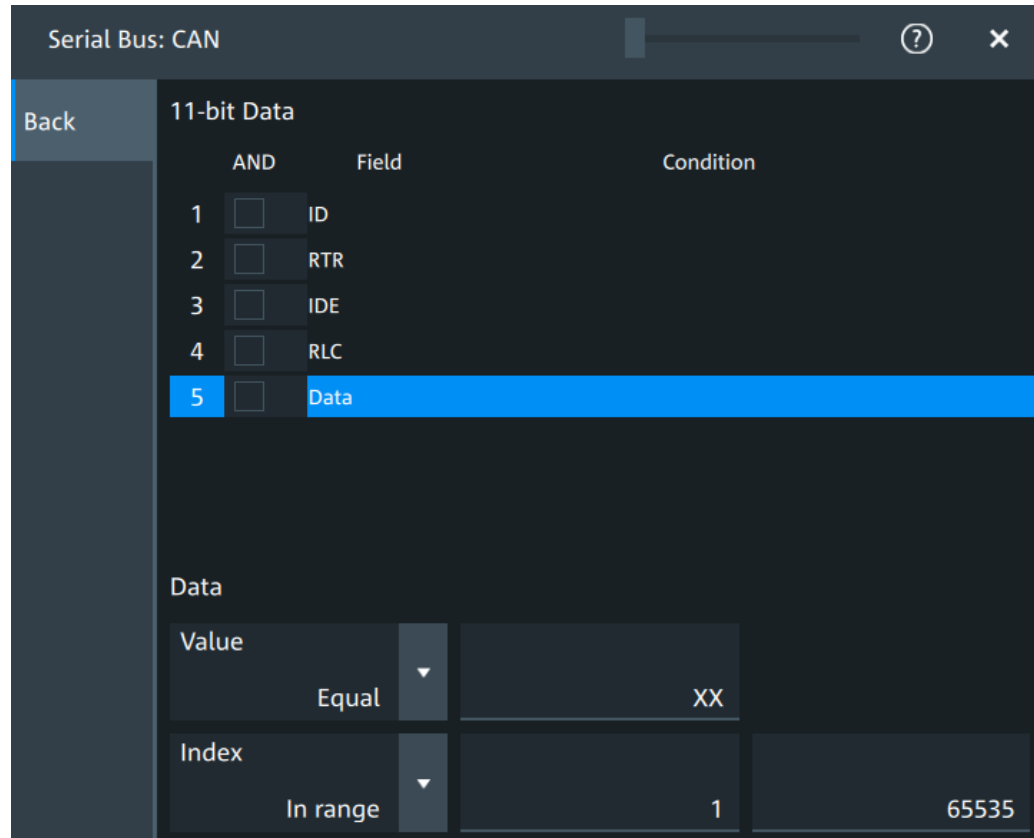 Serial Bus: CAN ? ×
Back
11-bit Data
AND Field Condition
1 ID
2 RTR
3 IDE
4 RLC
5 Data
Data
Value
Equal XX
Index
In range 1 65535